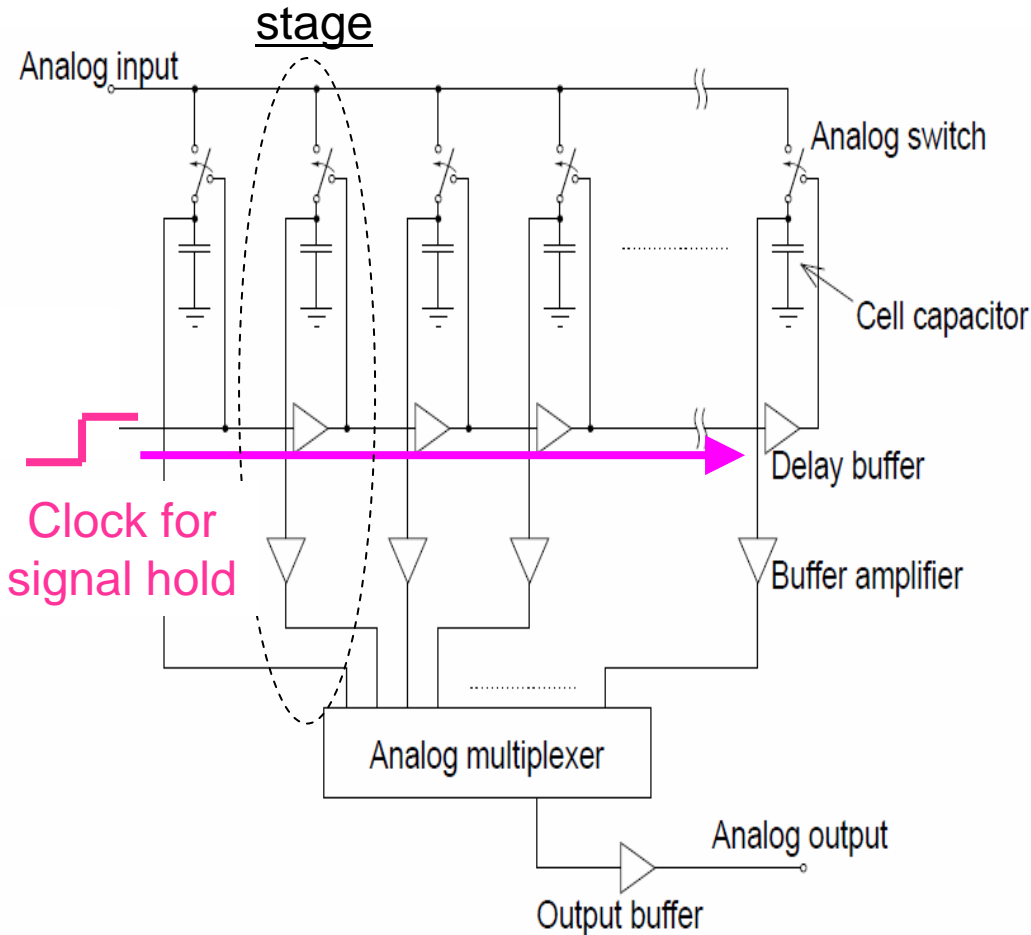 stage
Analog input
Analog switch
Cell capacitor
Delay buffer
Clock for
signal hold
Buffer amplifier
Analog multiplexer
Analog output
Output buffer